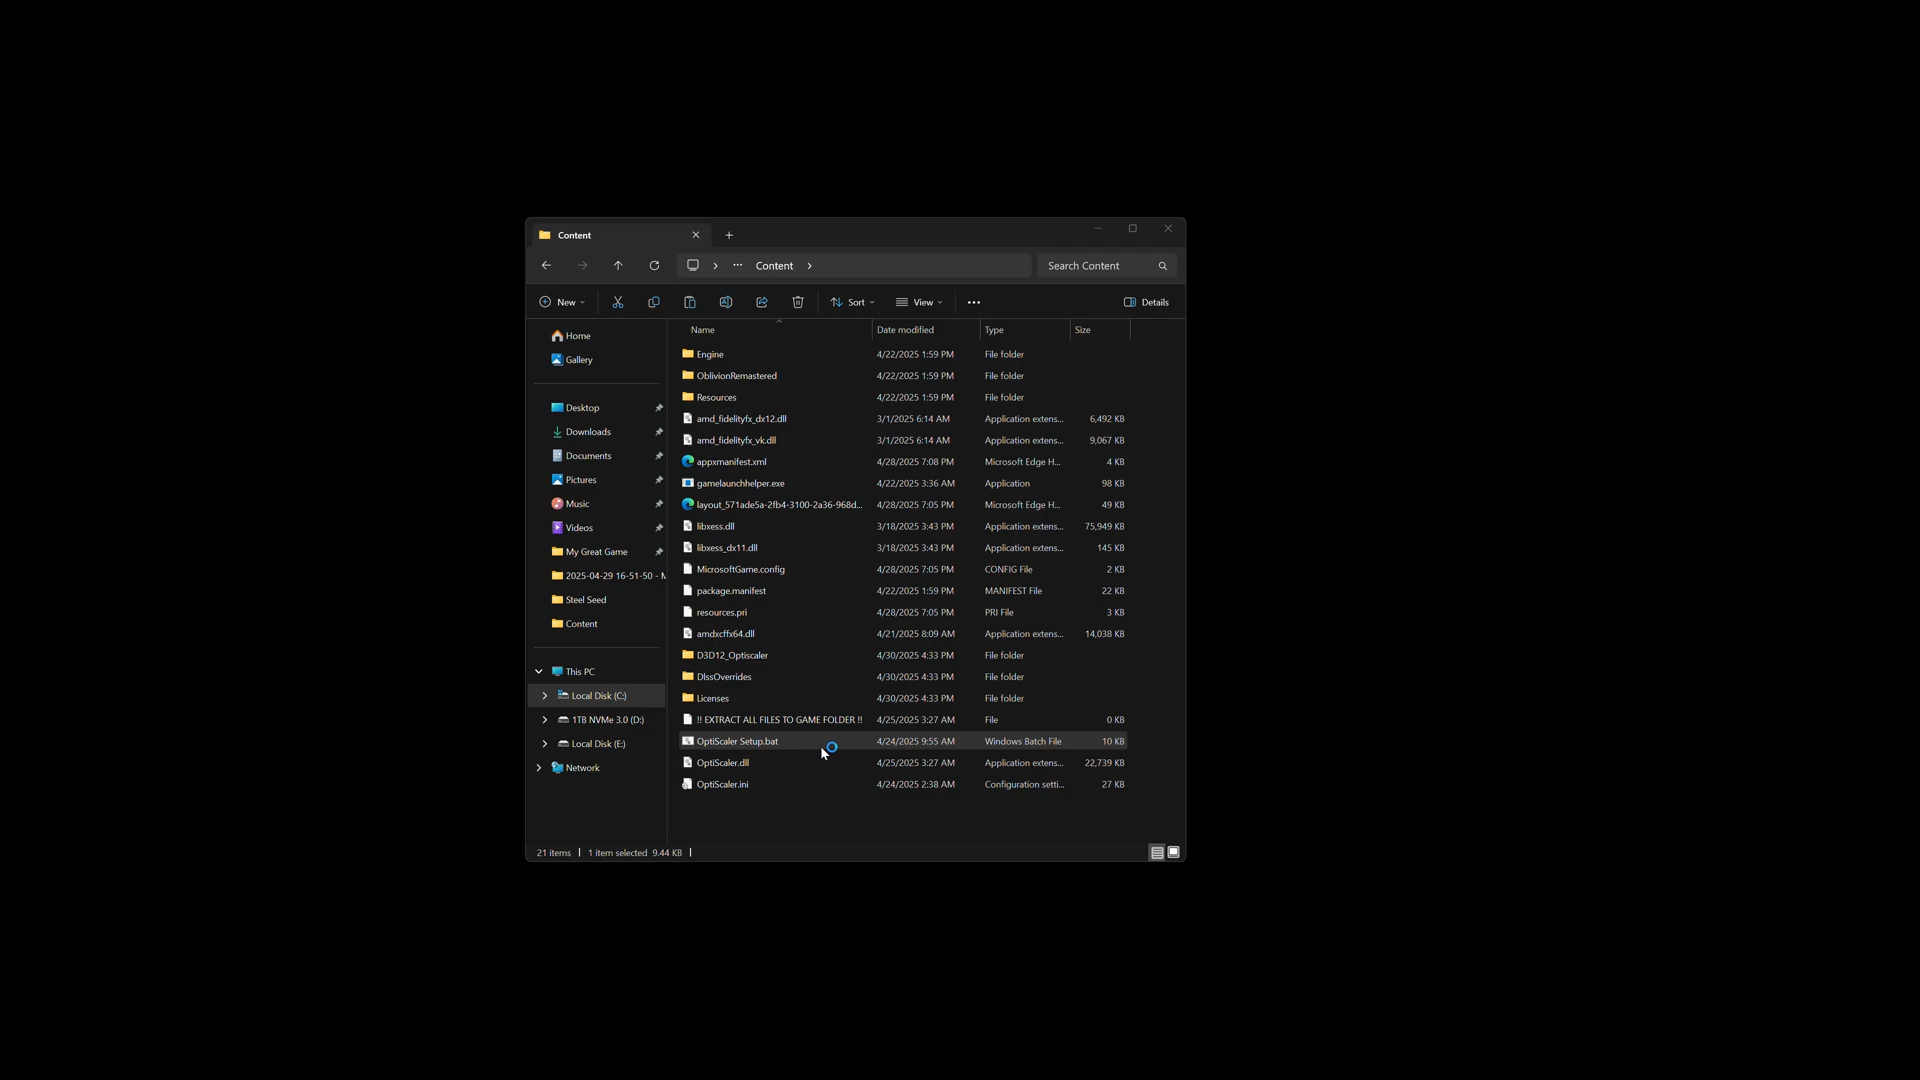 Content
Content
Search Content
New
Sort
View
Details
Name Date modified Type Size
Home
Gallery
Desktop
Downloads
Documents
Pictures
Music
Videos
My Great Game
2025-04-29 16-51-50 - M
Steel Seed
Content
This PC
Local Disk (C:)
1TB NVMe 3.0 (D:)
Local Disk (E:)
Network
Engine 4/22/2025 1:59 PM File folder
OblivionRemastered 4/22/2025 1:59 PM File folder
Resources 4/22/2025 1:59 PM File folder
amd_fidelityfx_dx12.dll 3/1/2025 6:14 AM Application extens... 6,492 KB
amd_fidelityfx_vk.dll 3/1/2025 6:14 AM Application extens... 9,067 KB
appxmanifest.xml 4/28/2025 7:08 PM Microsoft Edge H... 4 KB
gamelaunchhelper.exe 4/22/2025 3:36 AM Application 98 KB
layout_571ade5a-2fb4-3100-2a36-968d... 4/28/2025 7:05 PM Microsoft Edge H... 49 KB
libxess.dll 3/18/2025 3:43 PM Application extens... 75,949 KB
libxess_dx11.dll 3/18/2025 3:43 PM Application extens... 145 KB
MicrosoftGame.config 4/28/2025 7:05 PM CONFIG File 2 KB
package.manifest 4/22/2025 1:59 PM MANIFEST File 22 KB
resources.pri 4/28/2025 7:05 PM PRI File 3 KB
amdxcffx64.dll 4/21/2025 8:09 AM Application extens... 14,038 KB
D3D12_Optiscaler 4/30/2025 4:33 PM File folder
DlssOverrides 4/30/2025 4:33 PM File folder
Licenses 4/30/2025 4:33 PM File folder
!! EXTRACT ALL FILES TO GAME FOLDER !! 4/25/2025 3:27 AM File 0 KB
OptiScaler Setup.bat 4/24/2025 9:55 AM Windows Batch File 10 KB
OptiScaler.dll 4/25/2025 3:27 AM Application extens... 22,739 KB
OptiScaler.ini 4/24/2025 2:38 AM Configuration setti... 27 KB
21 items 1 item selected 9.44 KB